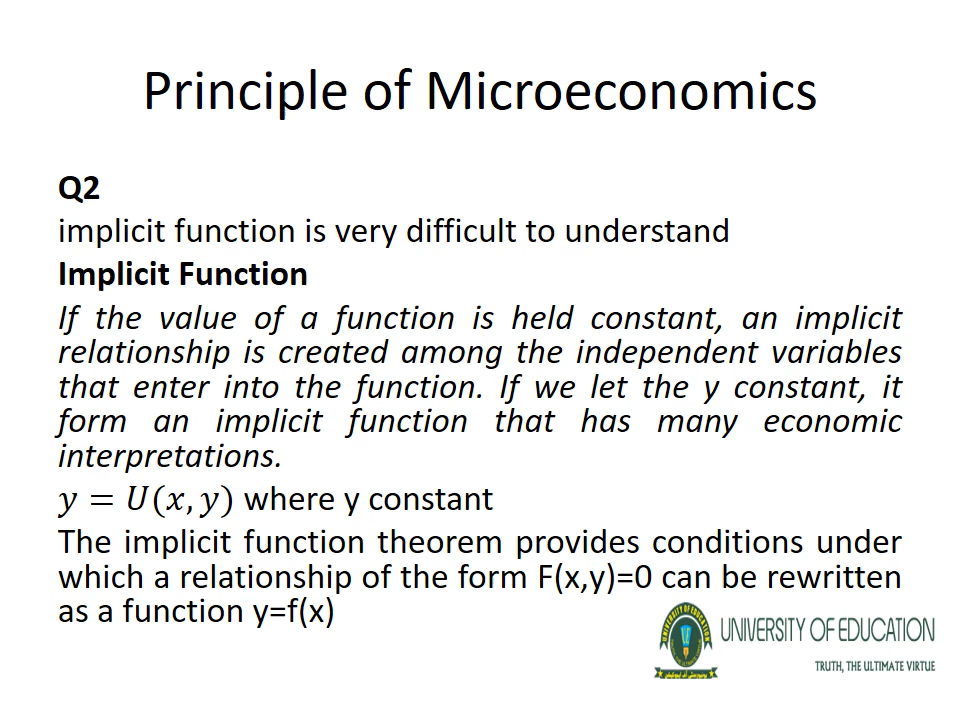 Principle of Microeconomics
Q2
implicit function is very difficult to understand
Implicit Function
If the value of a function is held constant, an implicit
relationship is created among the independent variables
that enter into the function. If we let the y constant, it
form an implicit function that has many economic
interpretations.
y = U(x, y) where y constant
The implicit function theorem provides conditions under
which a relationship of the form F(x,y)=0 can be rewritten
as a function y=f(x)
UNIVERSITY OF EDUCATION
UNIVERSITY OF EDUCATION
TRUTH, THE ULTIMATE VIRTUE